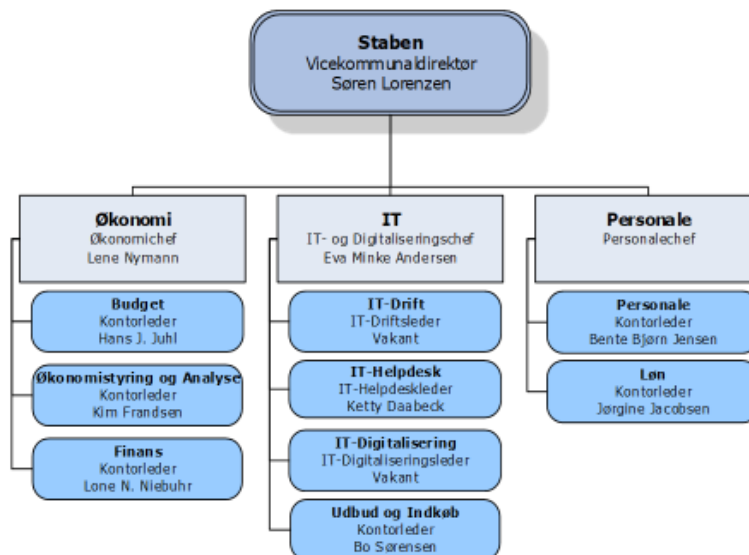 Staben
Vicekommunaldirektør
Søren Lorenzen
Økonomi
Økonomichef
Lene Nymann
Budget
Kontorleder
Hans J. Juhl
Økonomistyring og Analyse
Kontorleder
Kim Frandsen
Finans
Kontorleder
Lone N. Niebuhr
IT
IT- og Digitaliseringschef
Eva Minke Andersen
IT-Drift
IT-Driftsleder
Vakant
IT-Helpdesk
IT-Helpdeskleder
Ketty Daabeck
IT-Digitalisering
IT-Digitaliseringsleder
Vakant
Udbud og Indkøb
Kontorleder
Bo Sørensen
Personale
Personalechef
Personale
Kontorleder
Bente Bjørn Jensen
Løn
Kontorleder
Jørgine Jacobsen